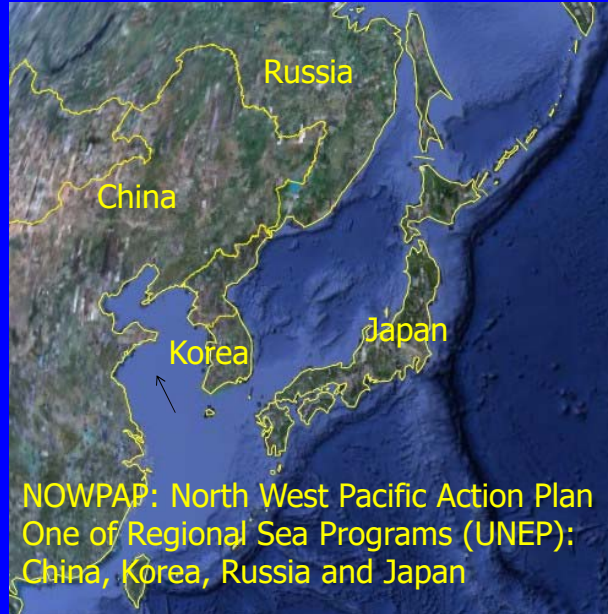 Russia
China
Korea
Japan
NOWPAP: North West Pacific Action Plan
One of Regional Sea Programs (UNEP):
China, Korea, Russia and Japan